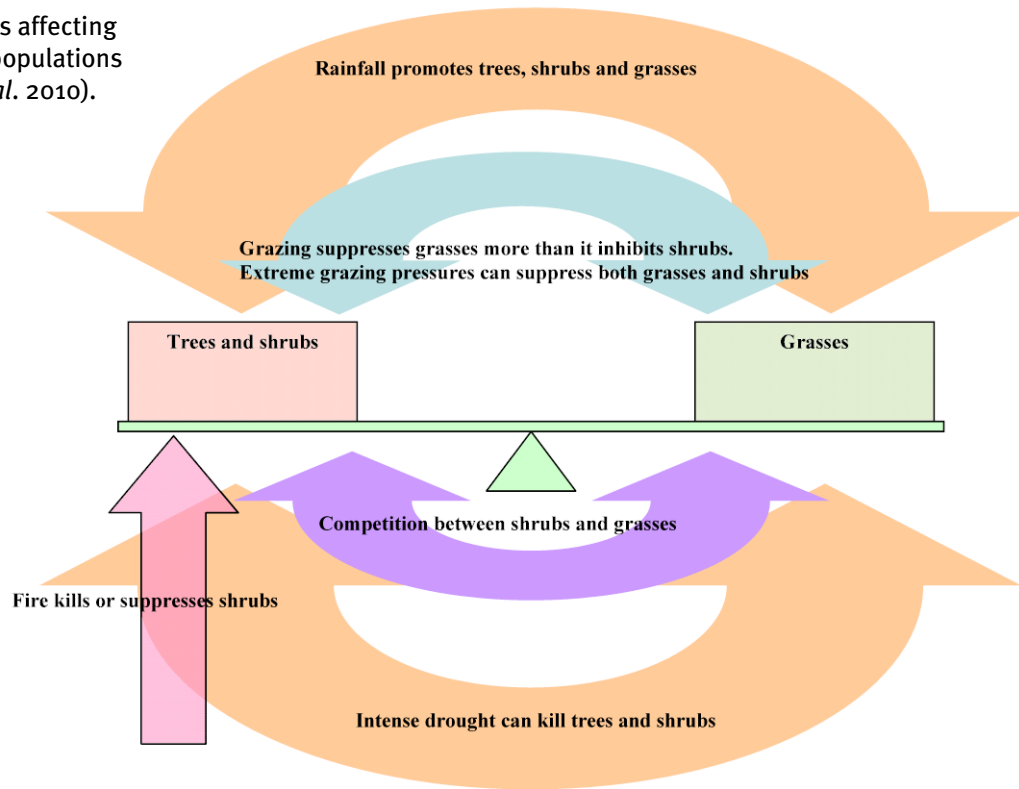 s affecting
populations
al. 2010).
Rainfall promotes trees, shrubs and grasses
Grazing suppresses grasses more than it inhibits shrubs.
Extreme grazing pressures can suppress both grasses and shrubs
Trees and shrubs
Grasses
Competition between shrubs and grasses
Fire kills or suppresses shrubs
Intense drought can kill trees and shrubs